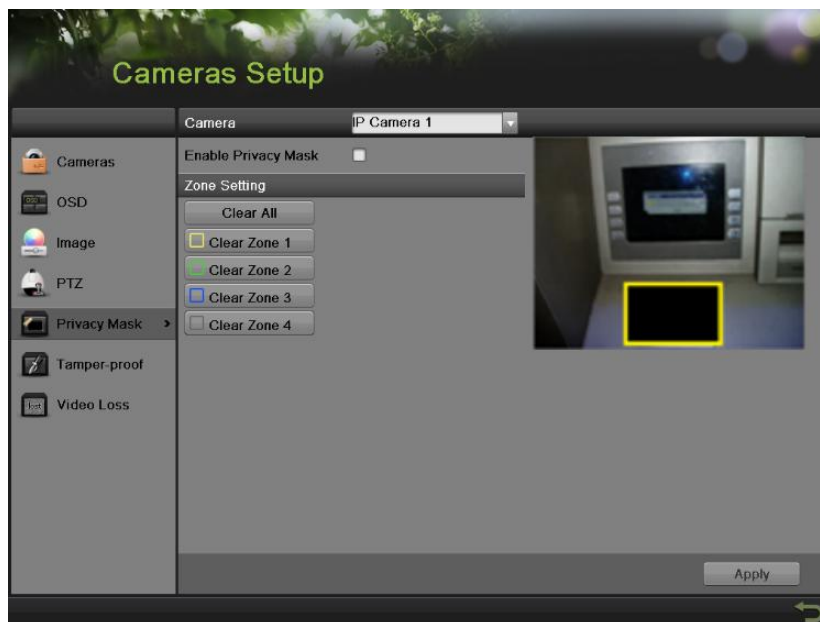 Cameras Setup
Camera IP Camera 1
Cameras
OSD
Image
PTZ
Privacy Mask
Tamper-proof
Video Loss
Enable Privacy Mask
Zone Setting
Clear All
Clear Zone 1
Clear Zone 2
Clear Zone 3
Clear Zone 4
Apply